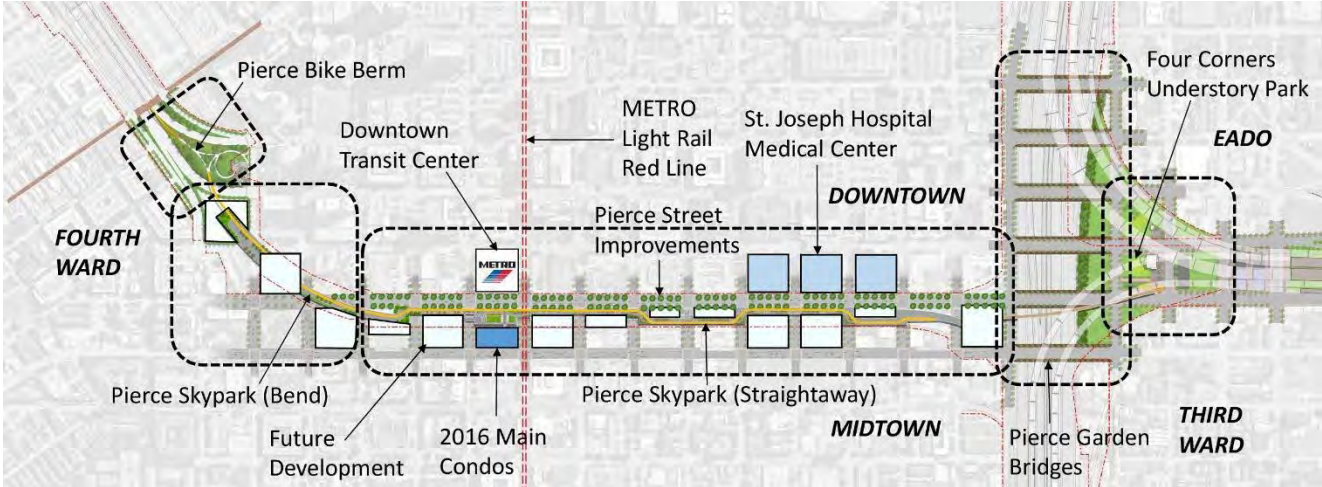 Pierce Bike Berm
Downtown
Transit Center
METRO
Light Rail
Red Line
St. Joseph Hospital
Medical Center
Four Corners
Understory Park
EADO
DOWNTOWN
Pierce Street
Improvements
FOURTH
WARD
METRO
Pierce Skypark (Bend)
Pierce Skypark (Straightaway)
Future
Development
2016 Main
Condos
MIDTOWN
Pierce Garden
Bridges
THIRD
WARD